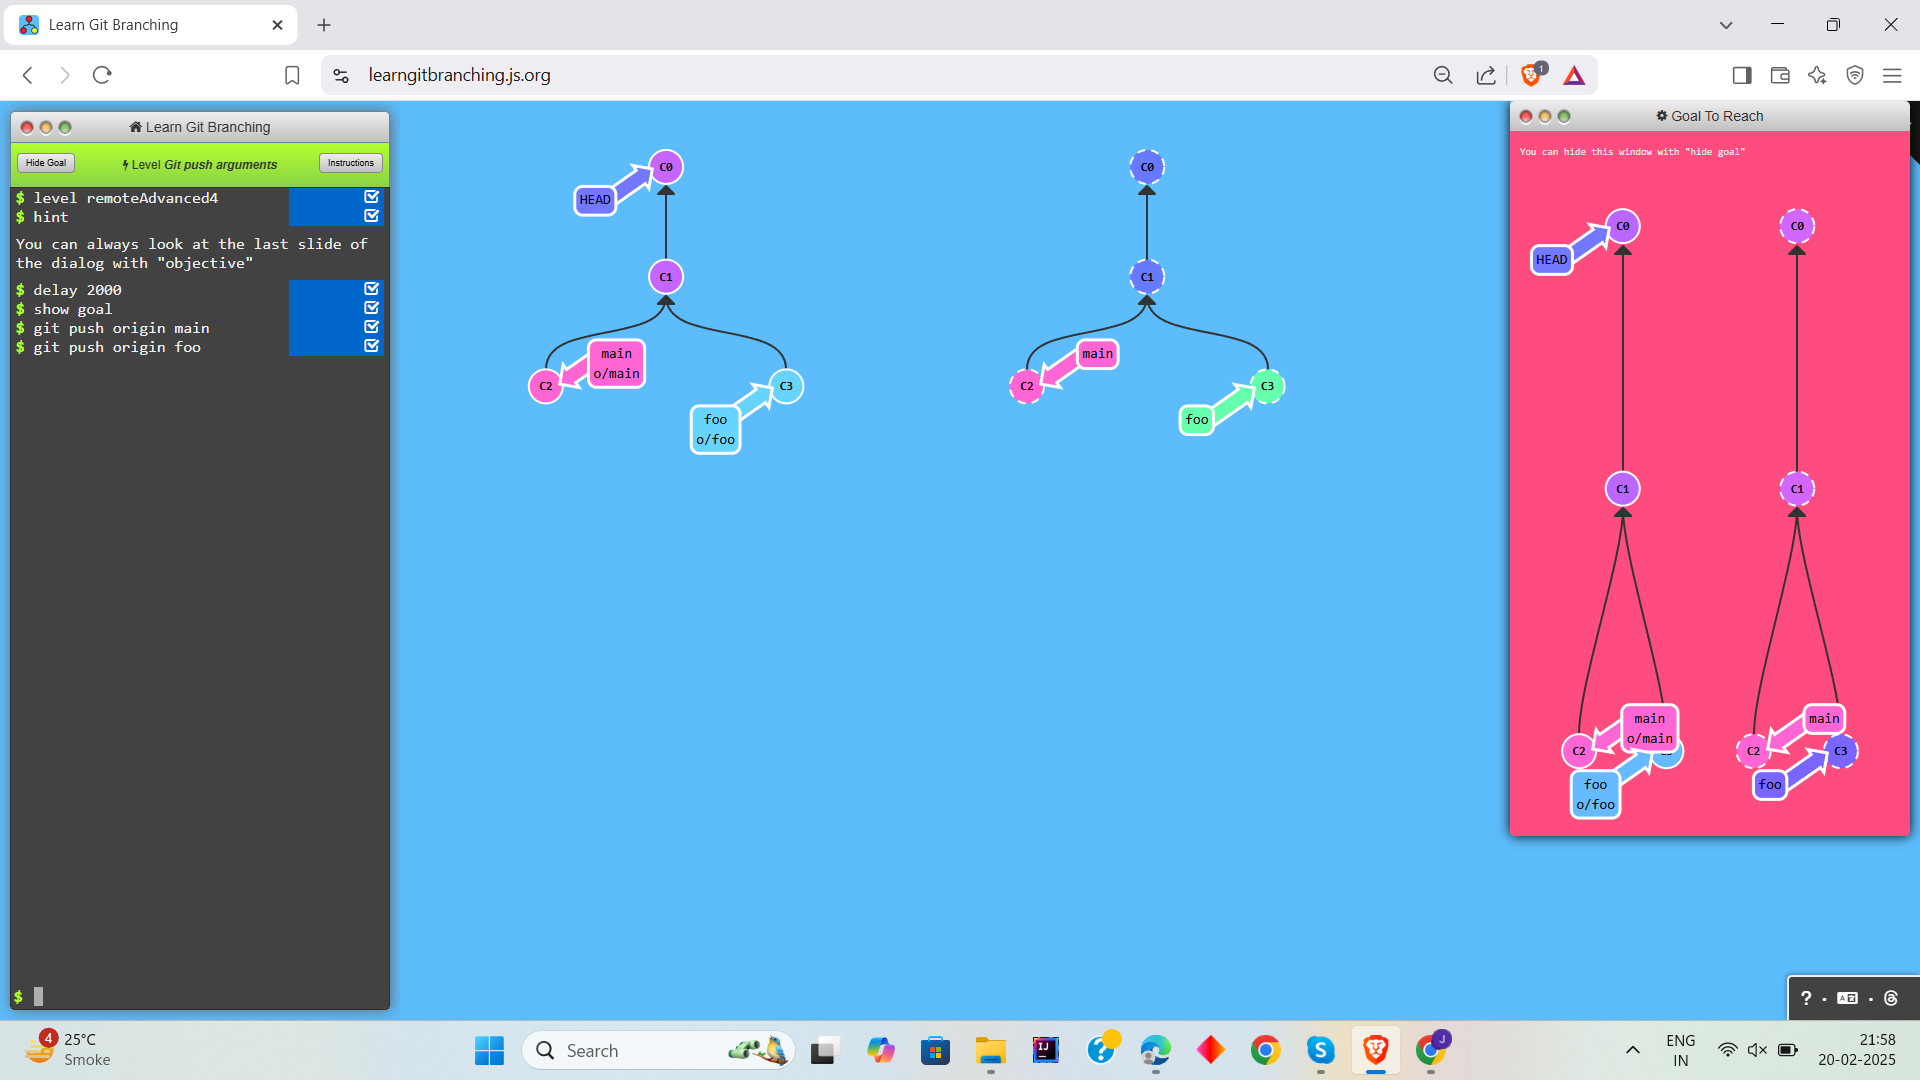 Learn Git Branching
learngitbranching.js.org
1
Learn Git Branching
Hide Goal
Level Git push arguments
Instructions
$ level remoteAdvanced4
$ hint
You can always look at the last slide of
the dialog with "objective"
$ delay 2000
$ show goal
$ git push origin main
$ git push origin foo
$
C0
HEAD
C1
main
o/main
C2
C3
foo
o/foo
C0
C1
main
C2
C3
foo
Goal To Reach
You can hide this window with "hide goal"
C0
HEAD
C1
main
o/main
C2
foo
o/foo
C0
C1
main
C2
C3
foo
?
4
25°C
Smoke
Search
IJ
?
S
J
ENG
IN
21:58
20-02-2025